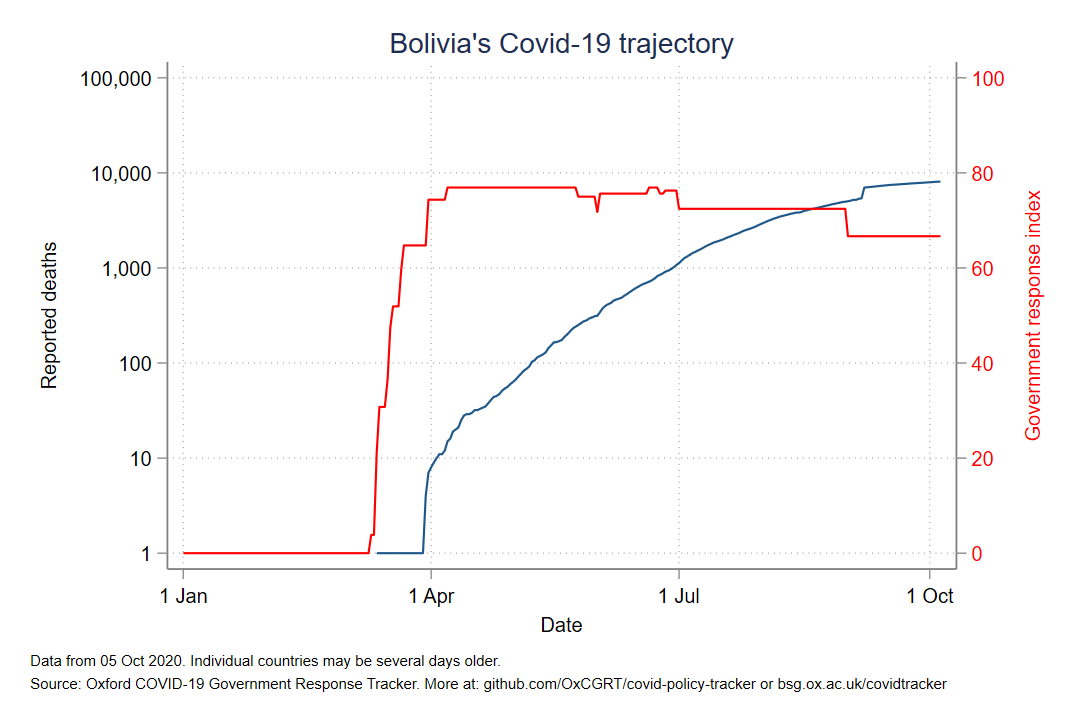 Bolivia's Covid-19 trajectory
100,000
10,000
1,000
100
10
1
Reported deaths
100
80
60
40
20
0
Government response index
1 Jan
1 Apr
1 Jul
1 Oct
Date
Data from 05 Oct 2020. Individual countries may be several days older.
Source: Oxford COVID-19 Government Response Tracker. More at: github.com/OxCGRT/covid-policy-tracker or bsg.ox.ac.uk/covidtracker